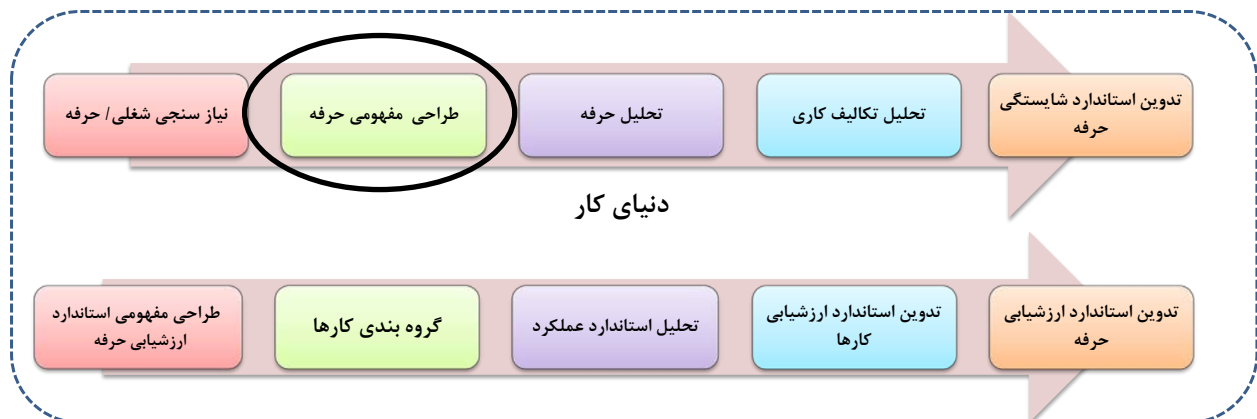 نیاز سنجی شغلی/ حرفه
طراحی مفهومی حرفه
تحلیل حرفه
تحلیل تکالیف کاری
تدوین استاندارد شایستگی
حرفه
دنیای کار
طراحی مفهومی استاندارد
ارزشیابی حرفه
گروه بندی کارها
تحلیل استاندارد عملکرد
تدوین استاندارد ارزشیابی
کارها
تدوین استاندارد ارزشیابی
حرفه